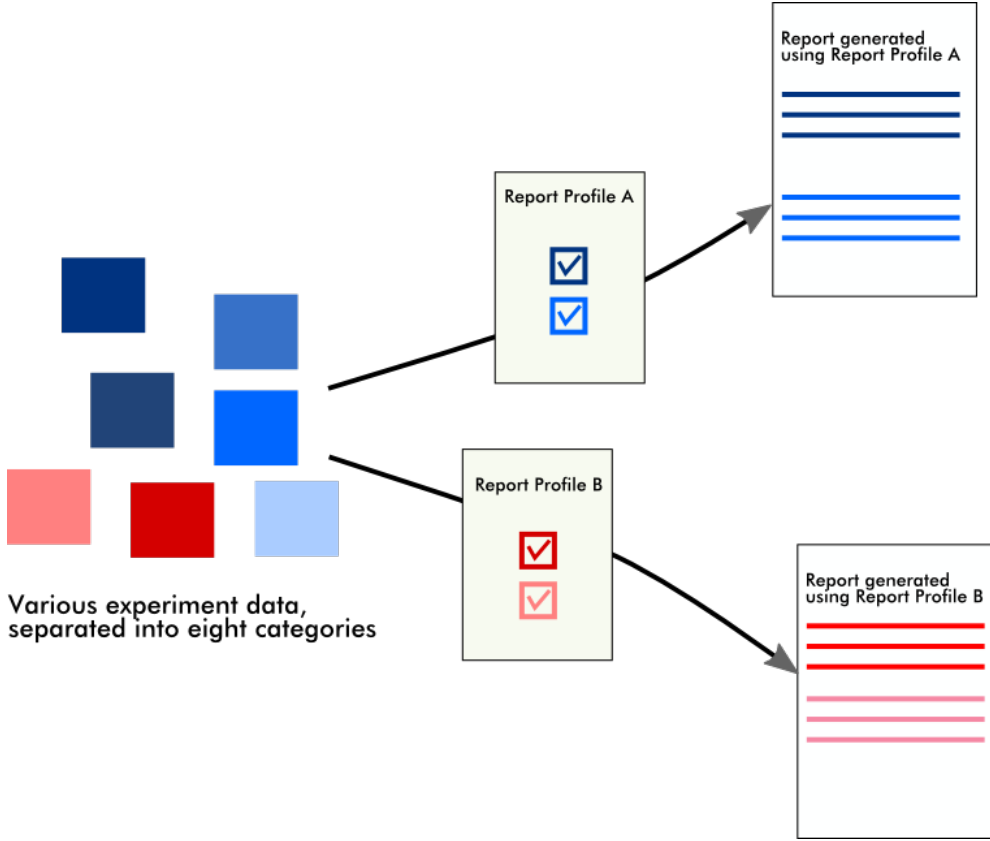 Report generated
using Report Profile A
Report Profile A
Report Profile B
Various experiment data,
separated into eight categories
Report generated
using Report Profile B